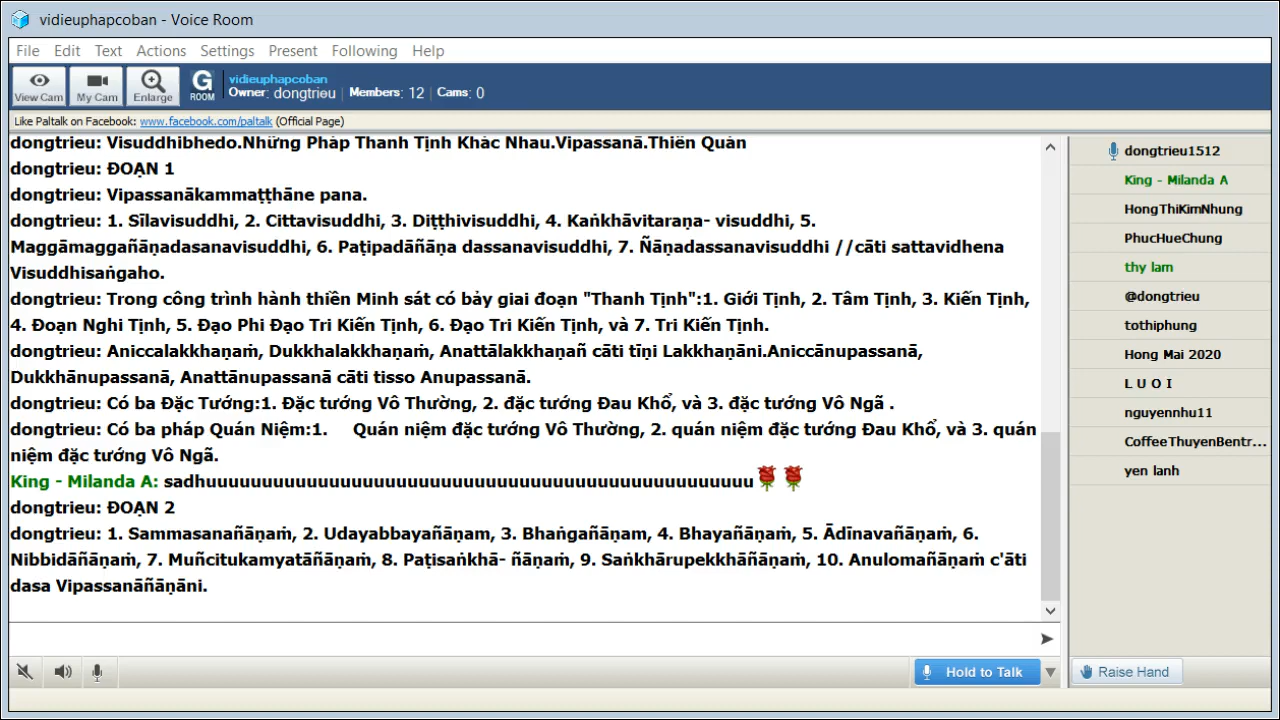 vidieuphapcoban - Voice Room
File Edit Text Actions Settings Present Following Help
View Cam My Cam Enlarge G ROOM
vidieuphapcoban
Owner: dongtrieu Members: 12 Cams: 0
Like Paltalk on Facebook: www.facebook.com/paltalk (Official Page)
dongtrieu: Visuddhibhedo.Những Pháp Thanh Tịnh Khác Nhau.Vipassanā.Thiền Quán
dongtrieu: ĐOẠN 1
dongtrieu: Vipassanākammaṭṭhāne pana.
dongtrieu: 1. Sīlavisuddhi, 2. Cittavisuddhi, 3. Diṭṭhivisuddhi, 4. Kaṅkhāvitaraṇa- visuddhi, 5.
Maggāmaggañāṇadasanavisuddhi, 6. Paṭipadāñāṇa dassanavisuddhi, 7. Ñāṇadassanavisuddhi //cāti sattavidhena
Visuddhisaṅgaho.
dongtrieu: Trong công trình hành thiền Minh sát có bảy giai đoạn "Thanh Tịnh":1. Giới Tịnh, 2. Tâm Tịnh, 3. Kiến Tịnh,
4. Đoạn Nghi Tịnh, 5. Đạo Phi Đạo Tri Kiến Tịnh, 6. Đạo Tri Kiến Tịnh, và 7. Tri Kiến Tịnh.
dongtrieu: Aniccalakkhaṇaṁ, Dukkhalakkhaṇaṁ, Anattālakkhaṇañ cāti tīṇi Lakkhaṇāni.Aniccānupassanā,
Dukkhānupassanā, Anattānupassanā cāti tisso Anupassanā.
dongtrieu: Có ba Đặc Tướng:1. Đặc tướng Vô Thường, 2. đặc tướng Đau Khổ, và 3. đặc tướng Vô Ngã .
dongtrieu: Có ba pháp Quán Niệm:1. Quán niệm đặc tướng Vô Thường, 2. quán niệm đặc tướng Đau Khổ, và 3. quán
niệm đặc tướng Vô Ngã.
King - Milanda A: sadhuuuuuuuuuuuuuuuuuuuuuuuuuuuuuuuuuuuuuuuuuuuuuuuuu
dongtrieu: ĐOẠN 2
dongtrieu: 1. Sammasanañāṇaṁ, 2. Udayabbayañāṇam, 3. Bhaṅgañāṇam, 4. Bhayañāṇaṁ, 5. Ādīnavañāṇaṁ, 6.
Nibbidāñāṇaṁ, 7. Muñcitukamyatāñāṇaṁ, 8. Paṭisaṅkhā- ñāṇaṁ, 9. Saṅkhārupekkhāñāṇaṁ, 10. Anulomañāṇaṁ c'āti
dasa Vipassanāñāṇāni.
dongtrieu1512
King - Milanda A
HongThiKimNhung
PhucHueChung
thy lam
@dongtrieu
tothiphung
Hong Mai 2020
L U O I
nguyennhu11
CoffeeThuyenBentr...
yen lanh
Hold to Talk
Raise Hand